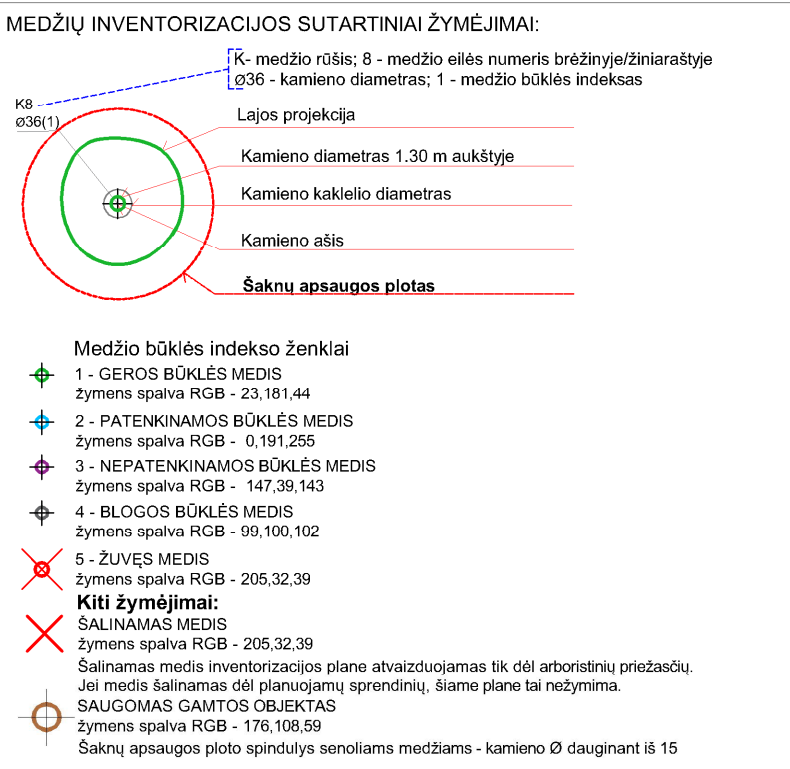 MEDŽIŲ INVENTORIZACIJOS SUTARTINIAI ŽYMĖJIMAI:
K- medžio rūšis; 8 - medžio eilės numeris brėžinyje/žiniaraštyje
Ø36 - kamieno diametras; 1 - medžio būklės indeksas
K8
Ø36(1)
Lajos projekcija
Kamieno diametras 1.30 m aukštyje
Kamieno kaklelio diametras
Kamieno ašis
Šaknų apsaugos plotas
Medžio būklės indekso ženklai
1 - GEROS BŪKLĖS MEDIS
žymens spalva RGB - 23,181,44
2 - PATENKINAMOS BŪKLĖS MEDIS
žymens spalva RGB - 0,191,255
3 - NEPATENKINAMOS BŪKLĖS MEDIS
žymens spalva RGB - 147,39,143
4 - BLOGOS BŪKLĖS MEDIS
žymens spalva RGB - 99,100,102
5 - ŽUVĘS MEDIS
žymens spalva RGB - 205,32,39
Kiti žymėjimai:
ŠALINAMAS MEDIS
žymens spalva RGB - 205,32,39
Šalinamas medis inventorizacijos plane atvaizduojamas tik dėl arboristinių priežasčių.
Jei medis šalinamas dėl planuojamų sprendinių, šiame plane tai nežymima.
SAUGOMAS GAMTOS OBJEKTAS
žymens spalva RGB - 176,108,59
Šaknų apsaugos ploto spindulys senoliams medžiams - kamieno Ø dauginant iš 15